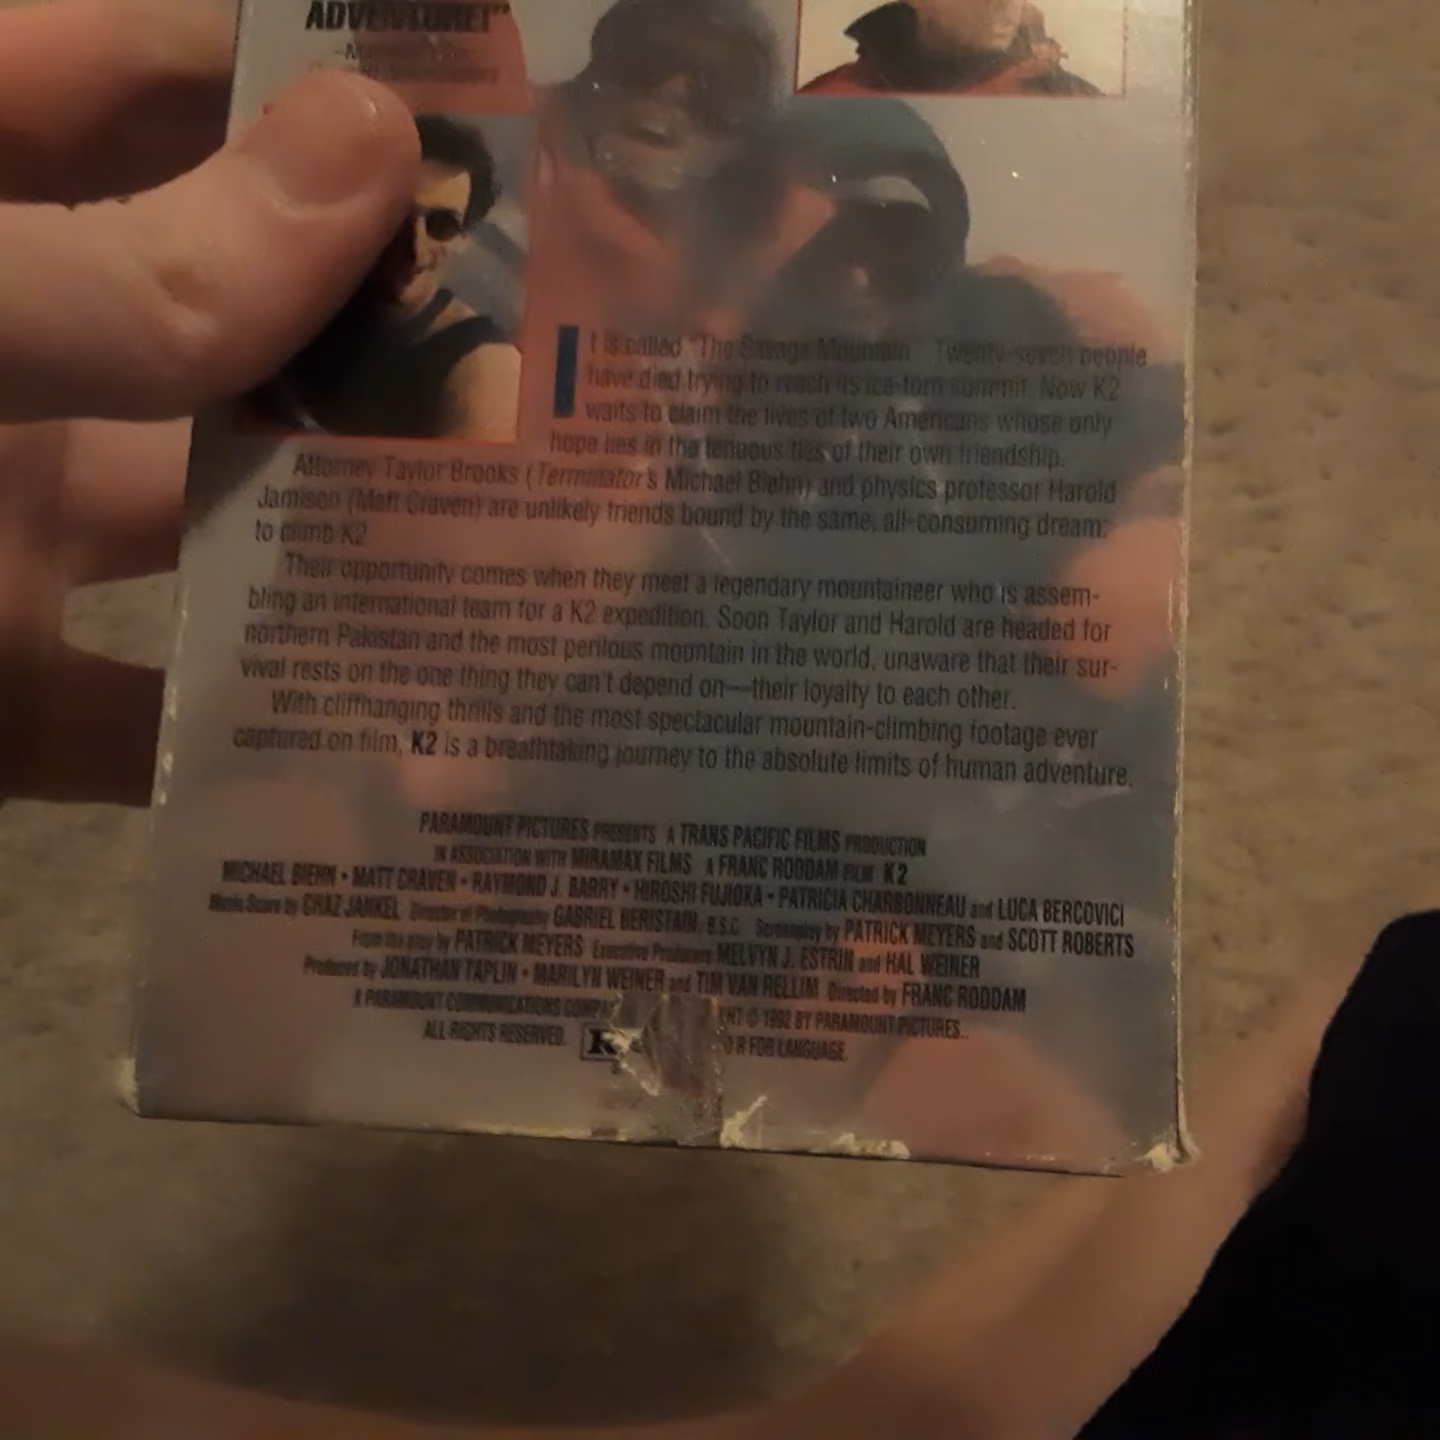 ADVENTURE!"
It is called "The Savage Mountain Twenty-seven people
have died trying to reach its ice-torn summit. Now K2
waits to claim the lives of two Americans whose only
hope lies in the tenuous ties of their own friendship.
Attorney Taylor Brooks (Terminator's Michael Biehn) and physics professor Harold
Jamison (Matt Craven) are unlikely friends bound by the same, all-consuming dream:
to climb K2
Their opportunity comes when they meet a legendary mountaineer who is assem-
bling an international team for a K2 expedition. Soon Taylor and Harold are headed for
northern Pakistan and the most perilous mountain in the world, unaware that their sur-
vival rests on the one thing they can't depend on—their loyalty to each other.
With cliffhanging thrills and the most spectacular mountain-climbing footage ever
captured on film, K2 is a breathtaking journey to the absolute limits of human adventure.
PARAMOUNT PICTURES PRESENTS A TRANS PACIFIC FILMS PRODUCTION
IN ASSOCIATION WITH MIRAMAX FILMS A FRANC RODDAM FILM K2
MICHAEL BIEHN • MATT CRAVEN • RAYMOND J. BARRY • HIROSHI FUJIOKA • PATRICIA CHARBONNEAU and LUCA BERCOVICI
Music Score by CHAZ JANKEL Director of Photography GABRIEL BERISTAIN, B.S.C. Screenplay by PATRICK MEYERS and SCOTT ROBERTS
From the play by PATRICK MEYERS Executive Producers MELVYN J. ESTRIN and HAL WEINER
Produced by JONATHAN TAPLIN • MARILYN WEINER and TIM VAN RELLIM Directed by FRANC RODDAM
A PARAMOUNT COMMUNICATIONS © 1992 BY PARAMOUNT PICTURES.
ALL RIGHTS RESERVED. R R FOR LANGUAGE.